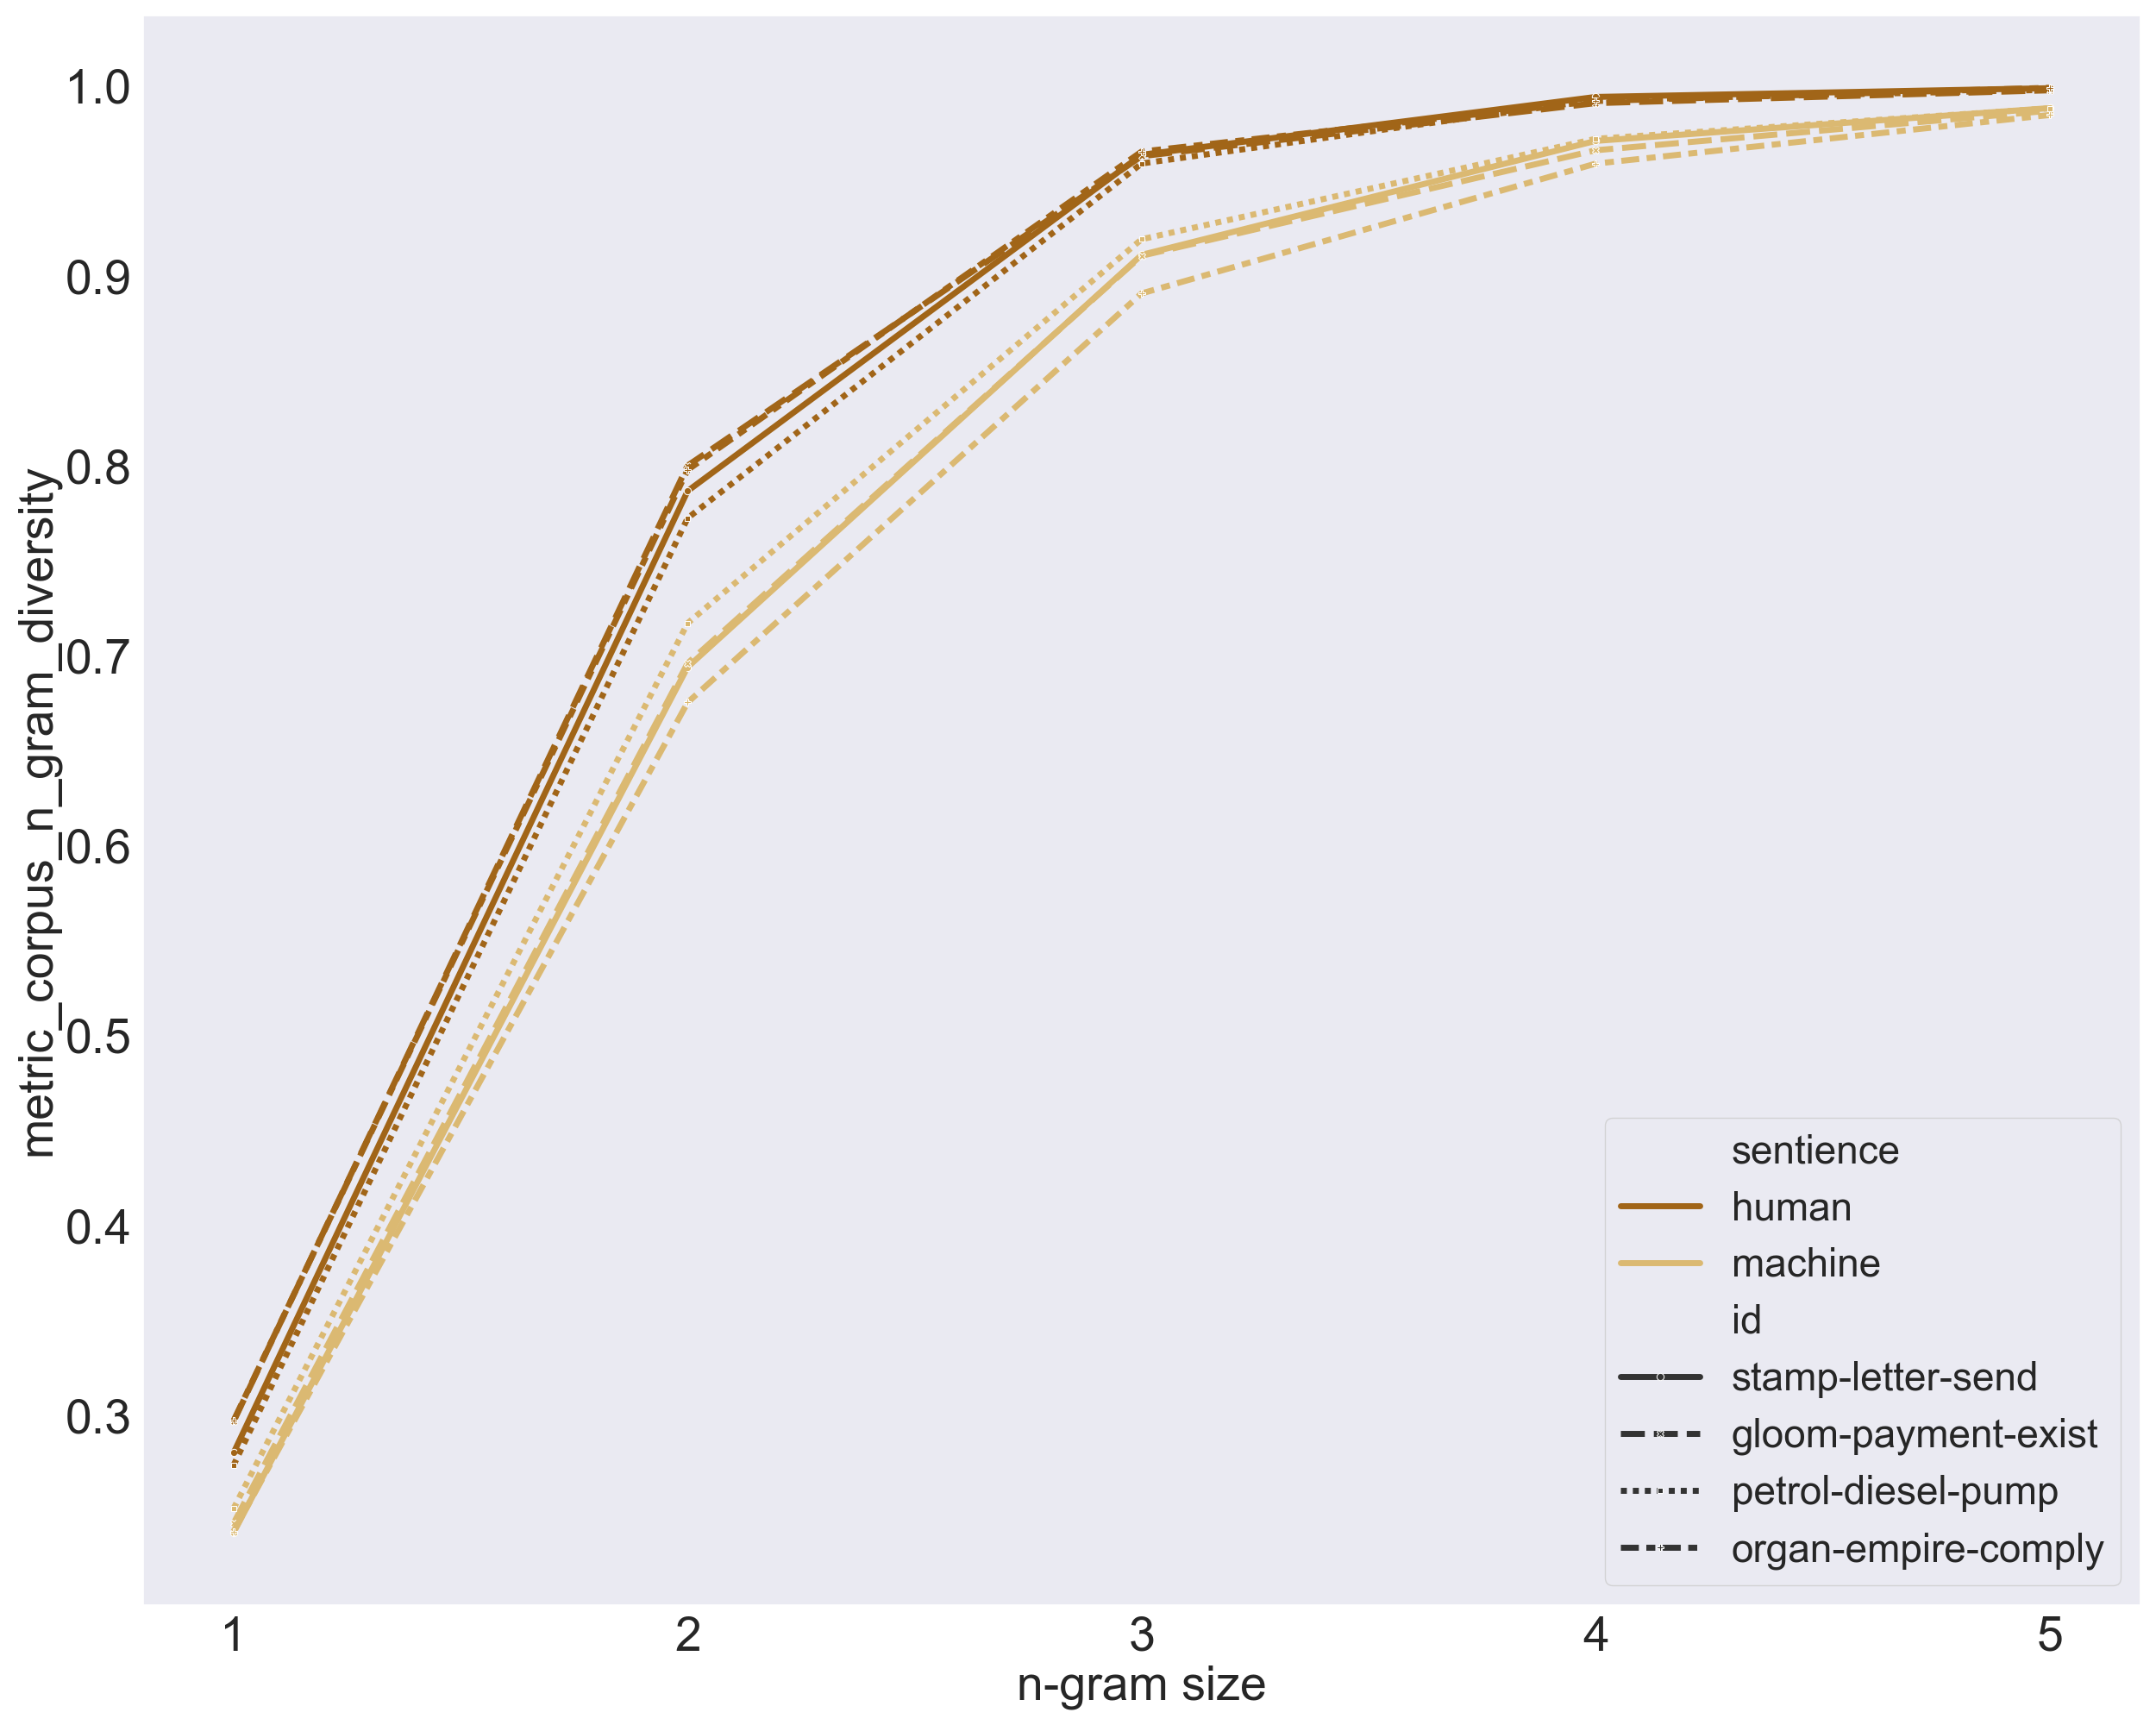 metric_corpus_n_gram_diversity
1.0
0.9
0.8
0.7
0.6
0.5
0.4
0.3
sentience
human
machine
id
stamp-letter-send
gloom-payment-exist
petrol-diesel-pump
organ-empire-comply
1 2 3 4 5
n-gram size